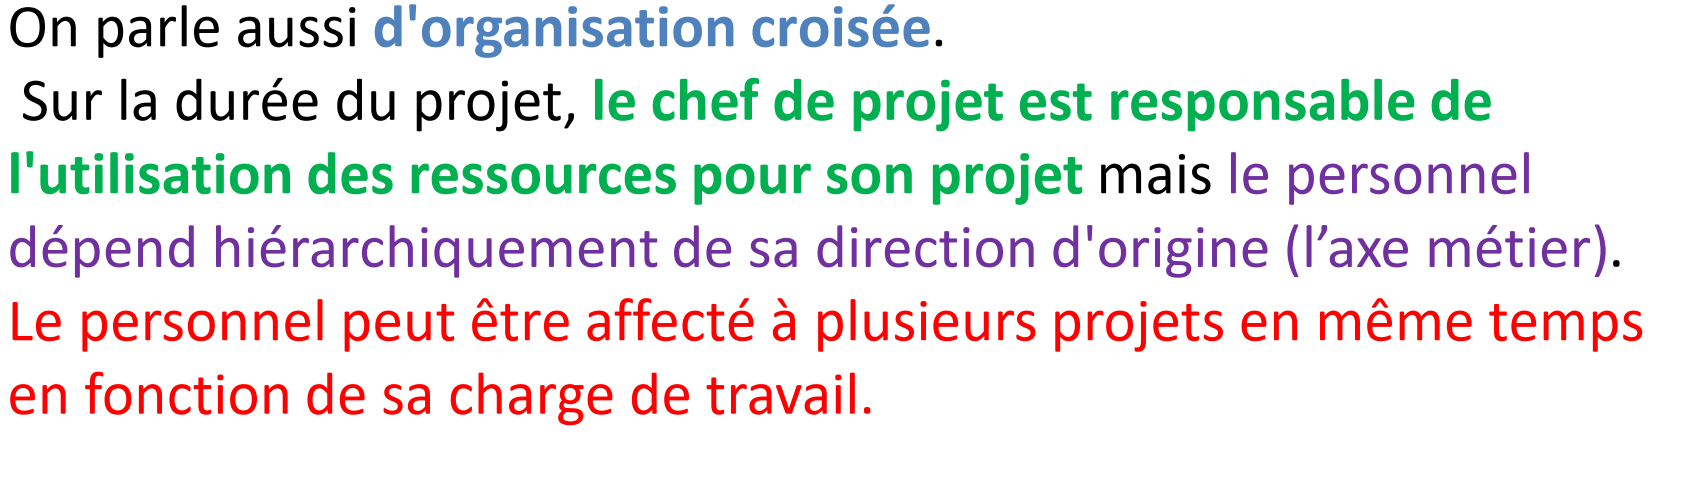 On parle aussi d'organisation croisée.
Sur la durée du projet, le chef de projet est responsable de
l'utilisation des ressources pour son projet mais le personnel
dépend hiérarchiquement de sa direction d'origine (l’axe métier).
Le personnel peut être affecté à plusieurs projets en même temps
en fonction de sa charge de travail.